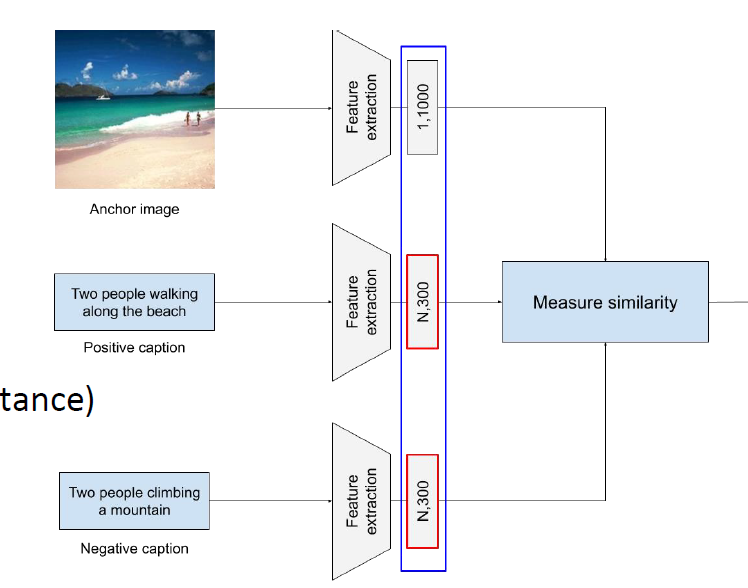 Feature
extraction
1,1000
Anchor image
Two people walking
along the beach
Positive caption
Feature
extraction
N,300
Measure similarity
tance)
Two people climbing
a mountain
Negative caption
Feature
extraction
N,300